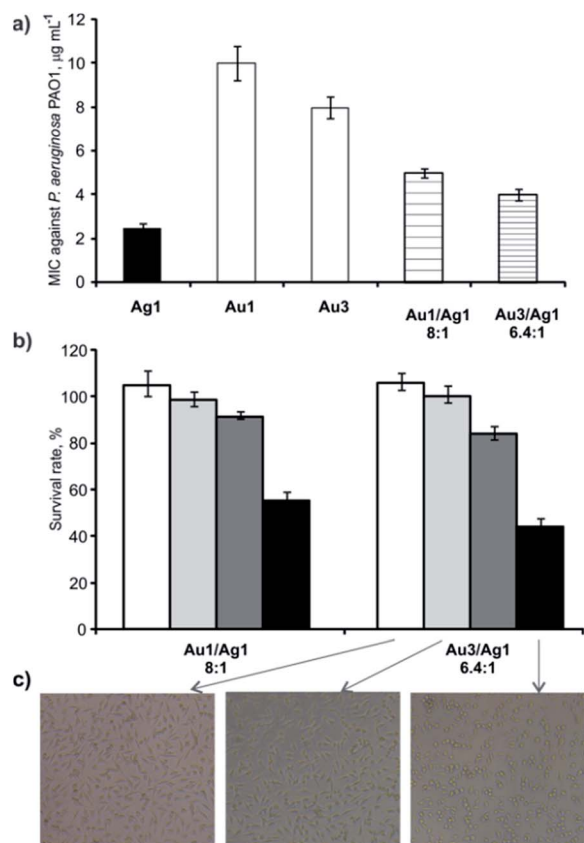 a)
MIC against P. aeruginosa PAO1, µg mL-1
12
10
8
6
4
2
0
Ag1 Au1 Au3 Au1/Ag1 Au3/Ag1
8:1 6.4:1
b)
Survival rate, %
120
100
80
60
40
20
0
Au1/Ag1 Au3/Ag1
8:1 6.4:1
c)